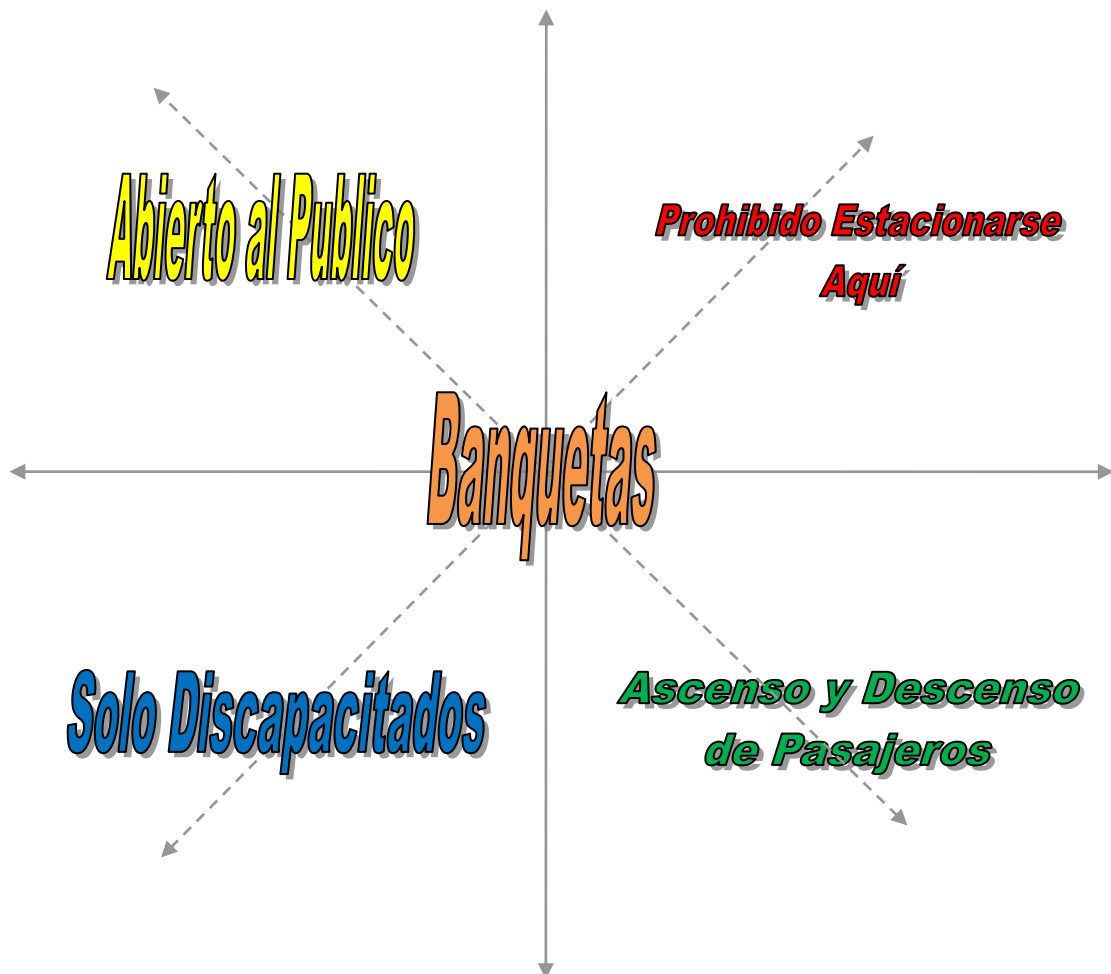 Abierto al Publico
Prohibido Estacionarse
Aquí
Banquetas
Solo Discapacitados
Ascenso y Descenso
de Pasajeros